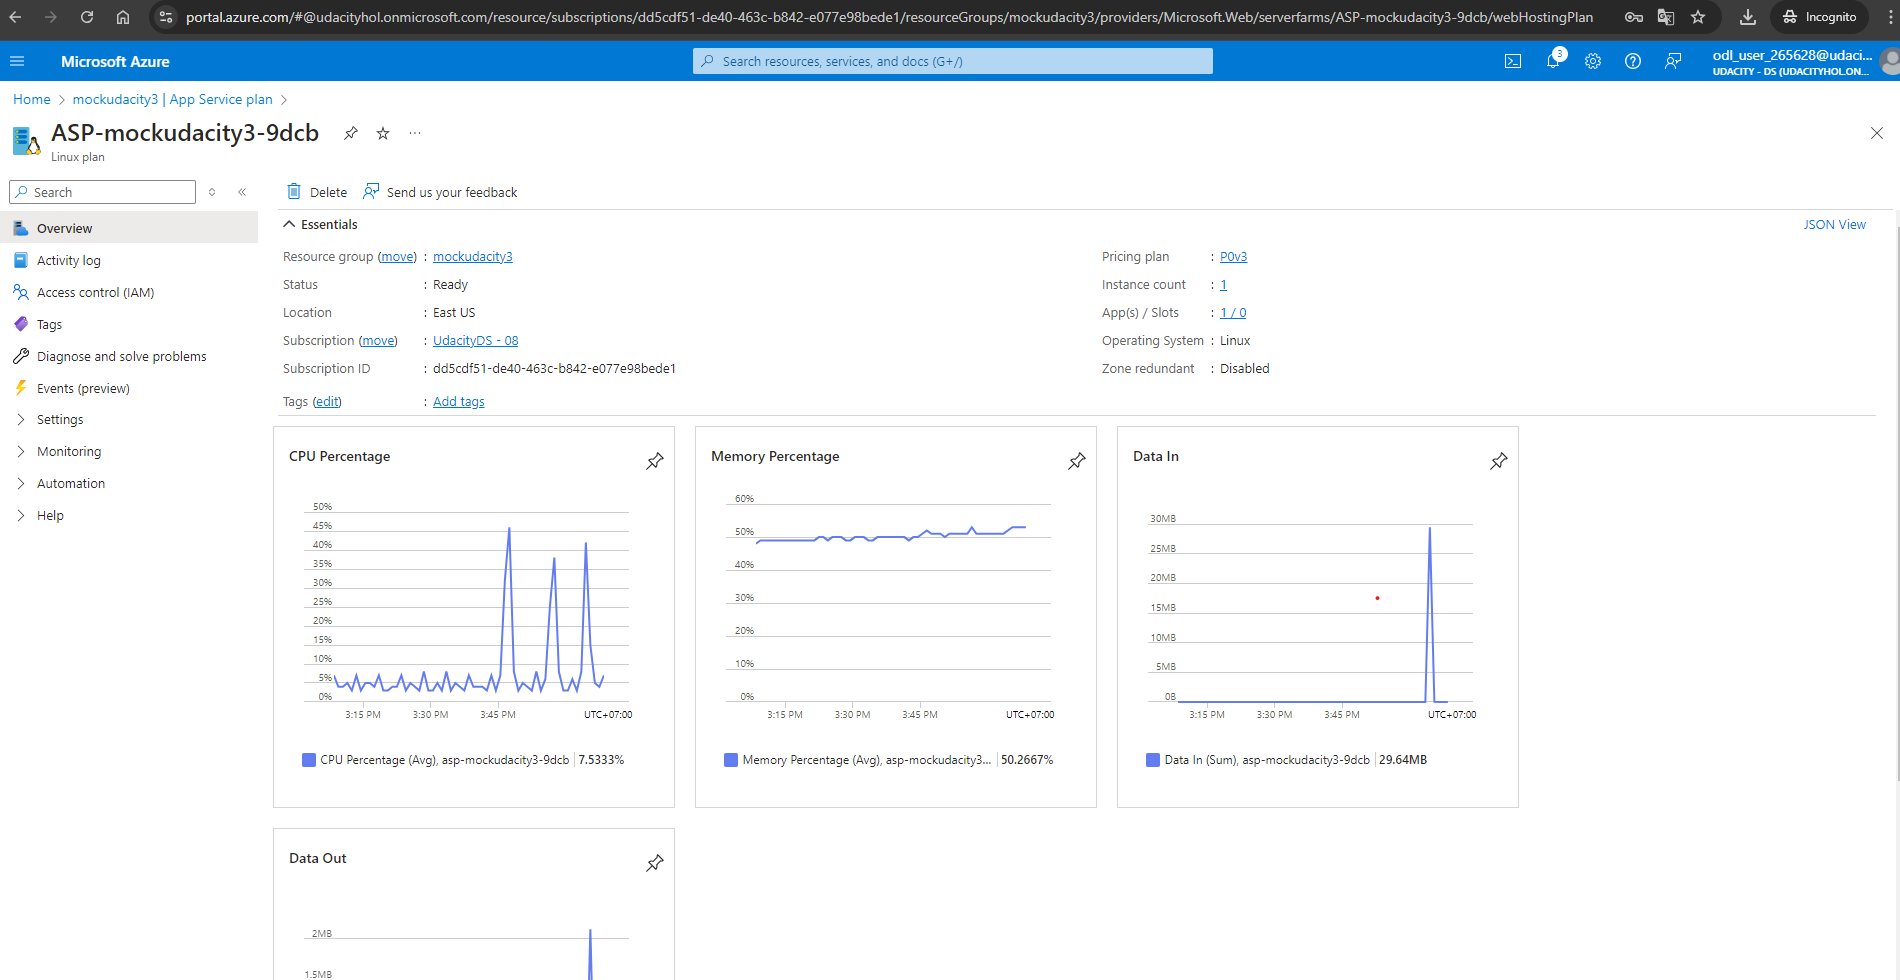 portal.azure.com/#@udacityhol.onmicrosoft.com/resource/subscriptions/dd5cdf51-de40-463c-b842-e077e98bede1/resourceGroups/mockudacity3/providers/Microsoft.Web/serverfarms/ASP-mockudacity3-9dcb/webHostingPlan
Incognito
Microsoft Azure
Search resources, services, and docs (G+/)
3
odl_user_265628@udaci...
UDACITY - DS (UDACITYHOL.ON...
Home > mockudacity3 | App Service plan >
ASP-mockudacity3-9dcb
...
Linux plan
Search
Overview
Activity log
Access control (IAM)
Tags
Diagnose and solve problems
Events (preview)
Settings
Monitoring
Automation
Help
Delete
Send us your feedback
Essentials
JSON View
Resource group (move) : mockudacity3
Status : Ready
Location : East US
Subscription (move) : UdacityDS - 08
Subscription ID : dd5cdf51-de40-463c-b842-e077e98bede1
Tags (edit) : Add tags
Pricing plan : P0v3
Instance count : 1
App(s) / Slots : 1 / 0
Operating System : Linux
Zone redundant : Disabled
CPU Percentage
50%
45%
40%
35%
30%
25%
20%
15%
10%
5%
0%
3:15 PM 3:30 PM 3:45 PM UTC+07:00
CPU Percentage (Avg), asp-mockudacity3-9dcb | 7.5333%
Memory Percentage
60%
50%
40%
30%
20%
10%
0%
3:15 PM 3:30 PM 3:45 PM UTC+07:00
Memory Percentage (Avg), asp-mockudacity3... | 50.2667%
Data In
30MB
25MB
20MB
15MB
10MB
5MB
0B
3:15 PM 3:30 PM 3:45 PM UTC+07:00
Data In (Sum), asp-mockudacity3-9dcb | 29.64MB
Data Out
2MB
1.5MB